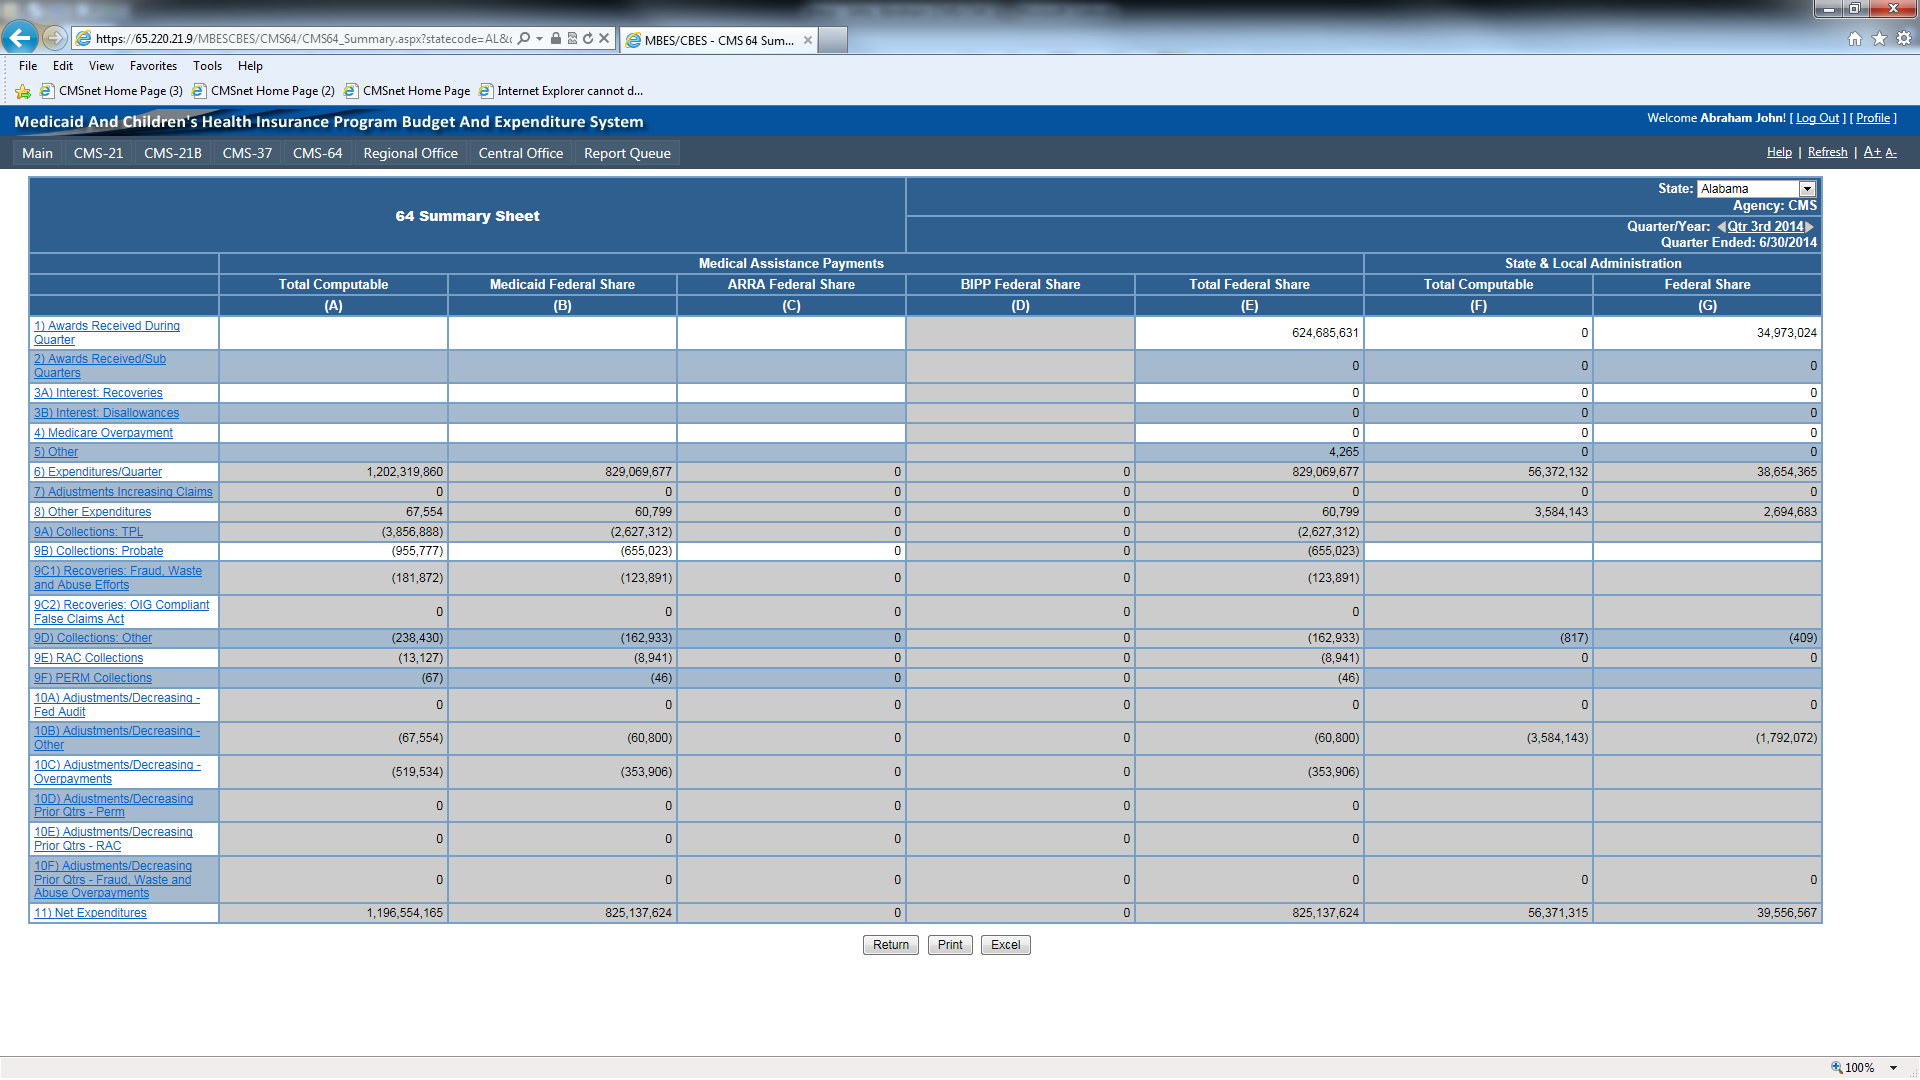 https://65.220.21.9/MBESCBES/CMS64/CMS64_Summary.aspx?statecode=AL&
MBES/CBES - CMS 64 Sum...
File Edit View Favorites Tools Help
CMSnet Home Page (3) CMSnet Home Page (2) CMSnet Home Page Internet Explorer cannot d...
Medicaid And Children's Health Insurance Program Budget And Expenditure System
Welcome Abraham John! [ Log Out ] [ Profile ]
Main CMS-21 CMS-21B CMS-37 CMS-64 Regional Office Central Office Report Queue
Help | Refresh | A+ A-
64 Summary Sheet
State: Alabama
Agency: CMS
Quarter/Year: Qtr 3rd 2014
Quarter Ended: 6/30/2014
Medical Assistance Payments State & Local Administration
Total Computable Medicaid Federal Share ARRA Federal Share BIPP Federal Share Total Federal Share Total Computable Federal Share
(A) (B) (C) (D) (E) (F) (G)
1) Awards Received During
Quarter
624,685,631 0 34,973,024
2) Awards Received/Sub
Quarters
0 0 0
3A) Interest: Recoveries 0 0 0
3B) Interest: Disallowances 0 0 0
4) Medicare Overpayment 0 0 0
5) Other 4,265 0 0
6) Expenditures/Quarter 1,202,319,860 829,069,677 0 0 829,069,677 56,372,132 38,654,365
7) Adjustments Increasing Claims 0 0 0 0 0 0 0
8) Other Expenditures 67,554 60,799 0 0 60,799 3,584,143 2,694,683
9A) Collections: TPL (3,856,888) (2,627,312) 0 0 (2,627,312)
9B) Collections: Probate (955,777) (655,023) 0 0 (655,023)
9C1) Recoveries: Fraud, Waste
and Abuse Efforts
(181,872) (123,891) 0 0 (123,891)
9C2) Recoveries: OIG Compliant
False Claims Act
0 0 0 0 0
9D) Collections: Other (238,430) (162,933) 0 0 (162,933) (817) (409)
9E) RAC Collections (13,127) (8,941) 0 0 (8,941) 0 0
9F) PERM Collections (67) (46) 0 0 (46)
10A) Adjustments/Decreasing -
Fed Audit
0 0 0 0 0 0 0
10B) Adjustments/Decreasing -
Other
(67,554) (60,800) 0 0 (60,800) (3,584,143) (1,792,072)
10C) Adjustments/Decreasing -
Overpayments
(519,534) (353,906) 0 0 (353,906)
10D) Adjustments/Decreasing
Prior Qtrs - Perm
0 0 0 0 0
10E) Adjustments/Decreasing
Prior Qtrs - RAC
0 0 0 0 0
10F) Adjustments/Decreasing
Prior Qtrs - Fraud, Waste and
Abuse Overpayments
0 0 0 0 0 0 0
11) Net Expenditures 1,196,554,165 825,137,624 0 0 825,137,624 56,371,315 39,556,567
Return Print Excel
100%